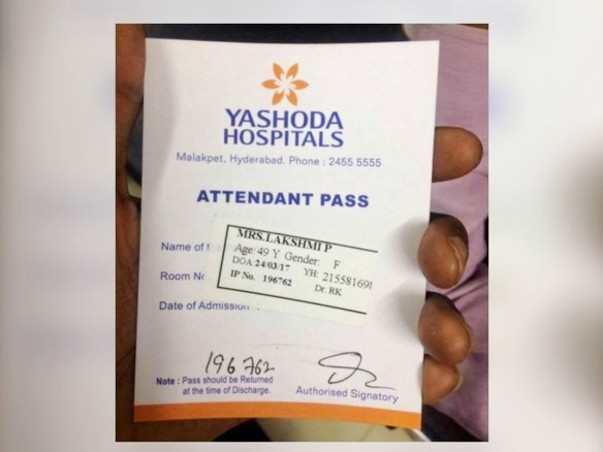 YASHODA
HOSPITALS
Malakpet, Hyderabad. Phone : 2455 5555
ATTENDANT PASS
MRS.LAKSHMI P
Name of
Age: 49 Y Gender: F
DOA:24/03/17 YH: 215581698
Room
IP No. 196762 Dr. RK
Date of Admission
196762
Note : Pass should be Returned
at the time of Discharge.
Authorised Signatory